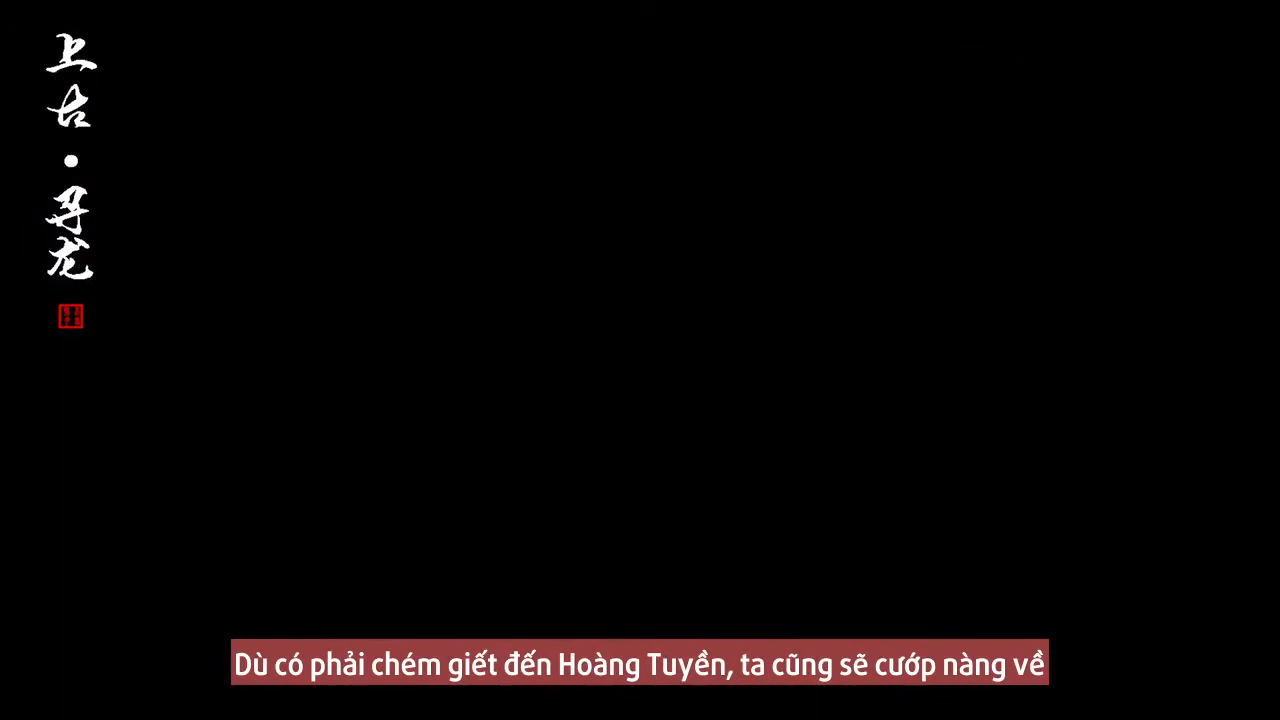 上古·寻龙
Dù có phải chém giết đến Hoàng Tuyền, ta cũng sẽ cướp nàng về